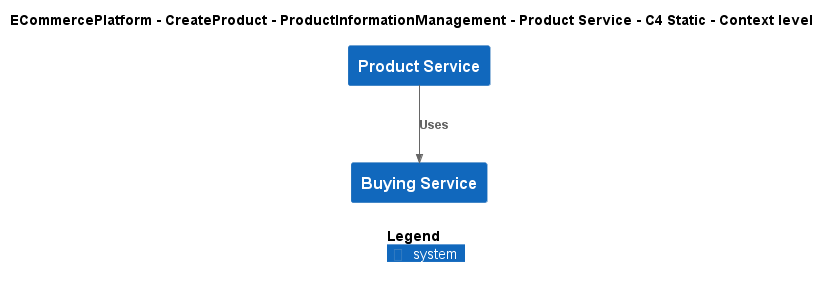 ECommercePlatform - CreateProduct - ProductInformationManagement - Product Service - C4 Static - Context level
Product Service
Uses
Buying Service
Legend
system